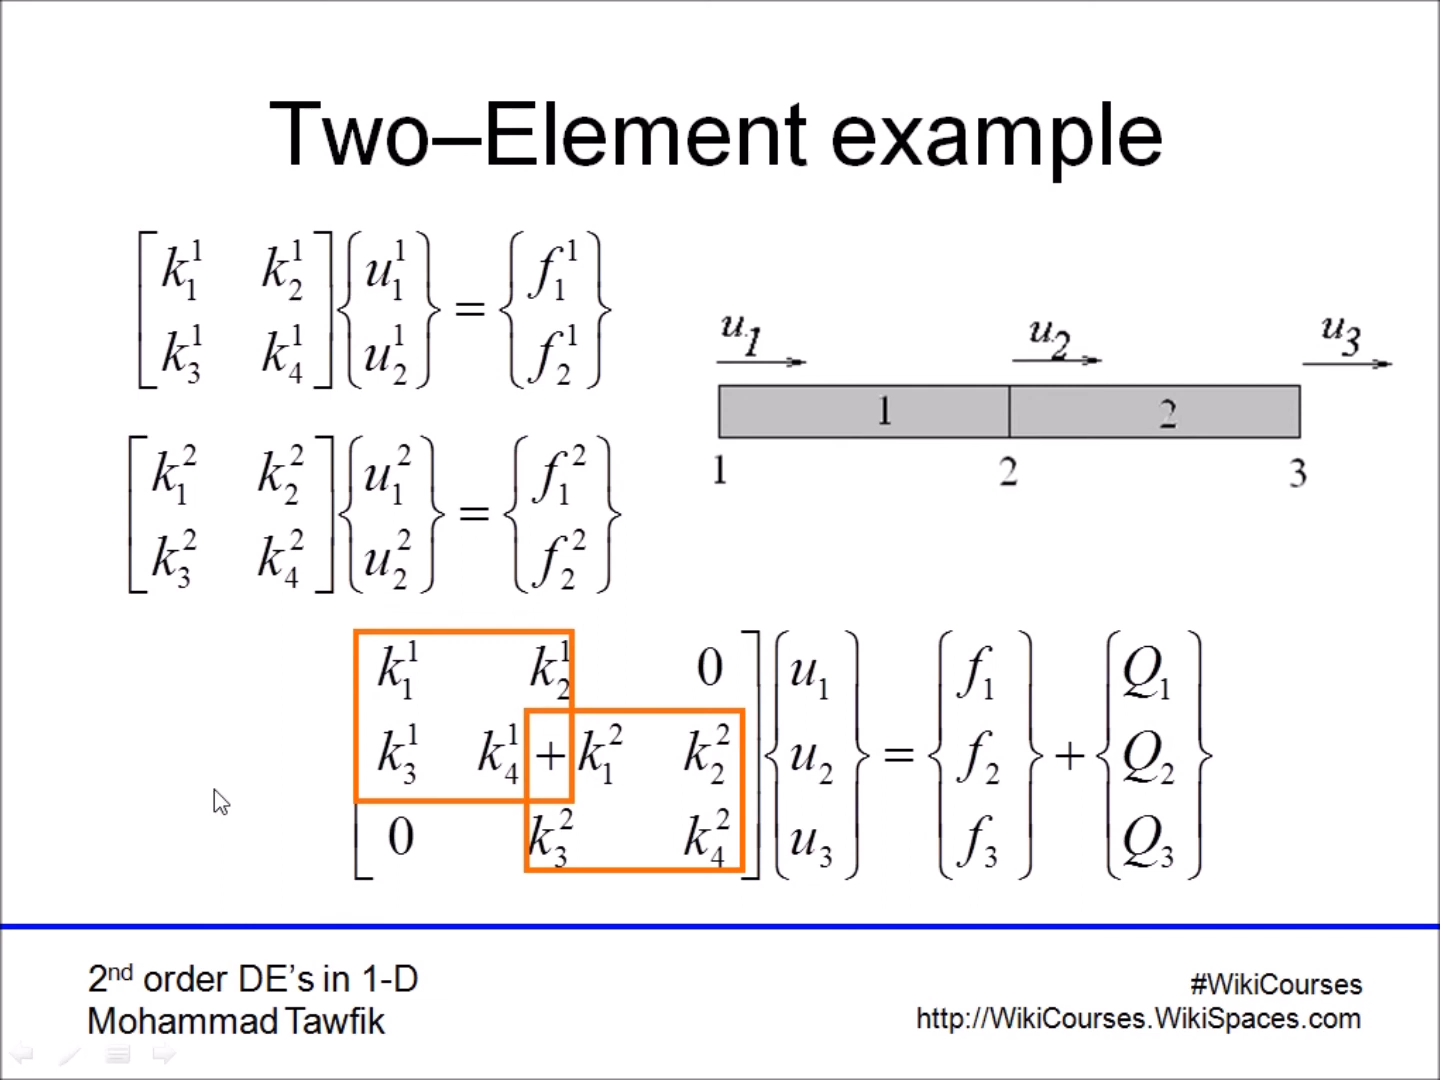 Two–Element example
[k₁¹ k₂¹; k₃¹ k₄¹] {u₁¹; u₂¹} = {f₁¹; f₂¹}
[k₁² k₂²; k₃² k₄²] {u₁²; u₂²} = {f₁²; f₂²}
u₁ u₂ u₃
1 2
1 2 3
[k₁¹ k₂¹ 0; k₃¹ k₄¹ + k₁² k₂²; 0 k₃² k₄²] {u₁; u₂; u₃} = {f₁; f₂; f₃} + {Q₁; Q₂; Q₃}
2nd order DE's in 1-D
Mohammad Tawfik
#WikiCourses
http://WikiCourses.WikiSpaces.com